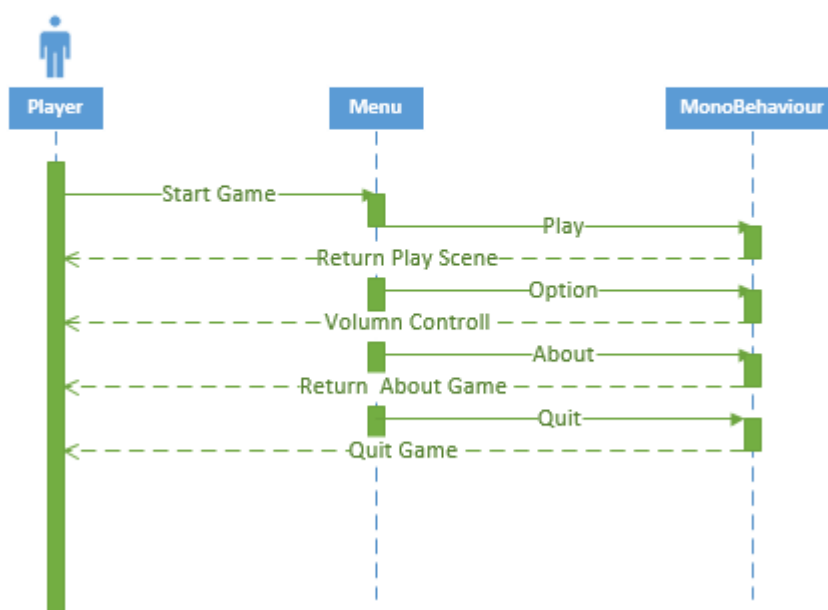 Player
Menu
MonoBehaviour
Start Game
Play
Return Play Scene
Option
Volumn Controll
About
Return About Game
Quit
Quit Game